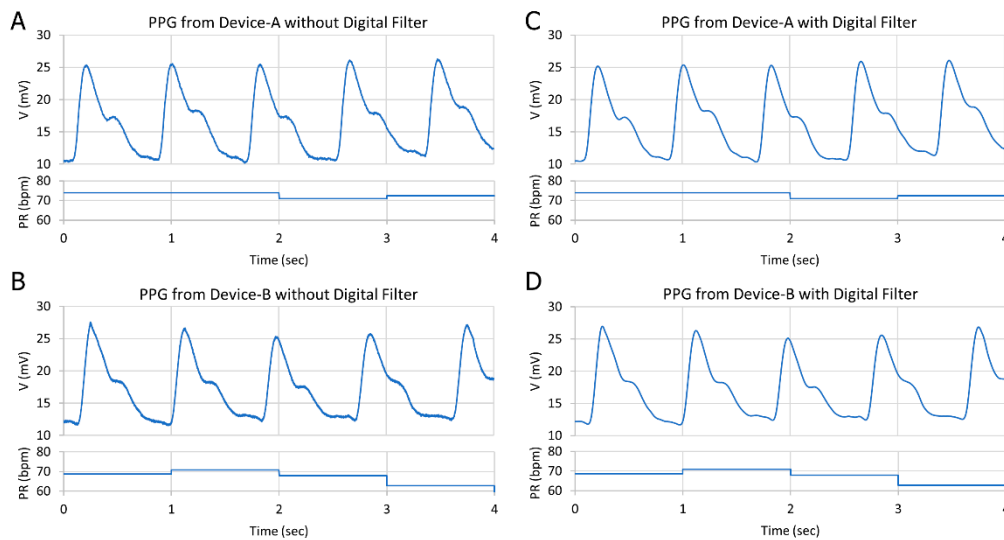 A
PPG from Device-A without Digital Filter
30
25
20
15
10
V (mV)
80
70
60
PR (bpm)
0 1 2 3 4
Time (sec)
C
PPG from Device-A with Digital Filter
30
25
20
15
10
V (mV)
80
70
60
PR (bpm)
0 1 2 3 4
Time (sec)
B
PPG from Device-B without Digital Filter
30
25
20
15
10
V (mV)
80
70
60
PR (bpm)
0 1 2 3 4
Time (sec)
D
PPG from Device-B with Digital Filter
30
25
20
15
10
V (mV)
80
70
60
PR (bpm)
0 1 2 3 4
Time (sec)